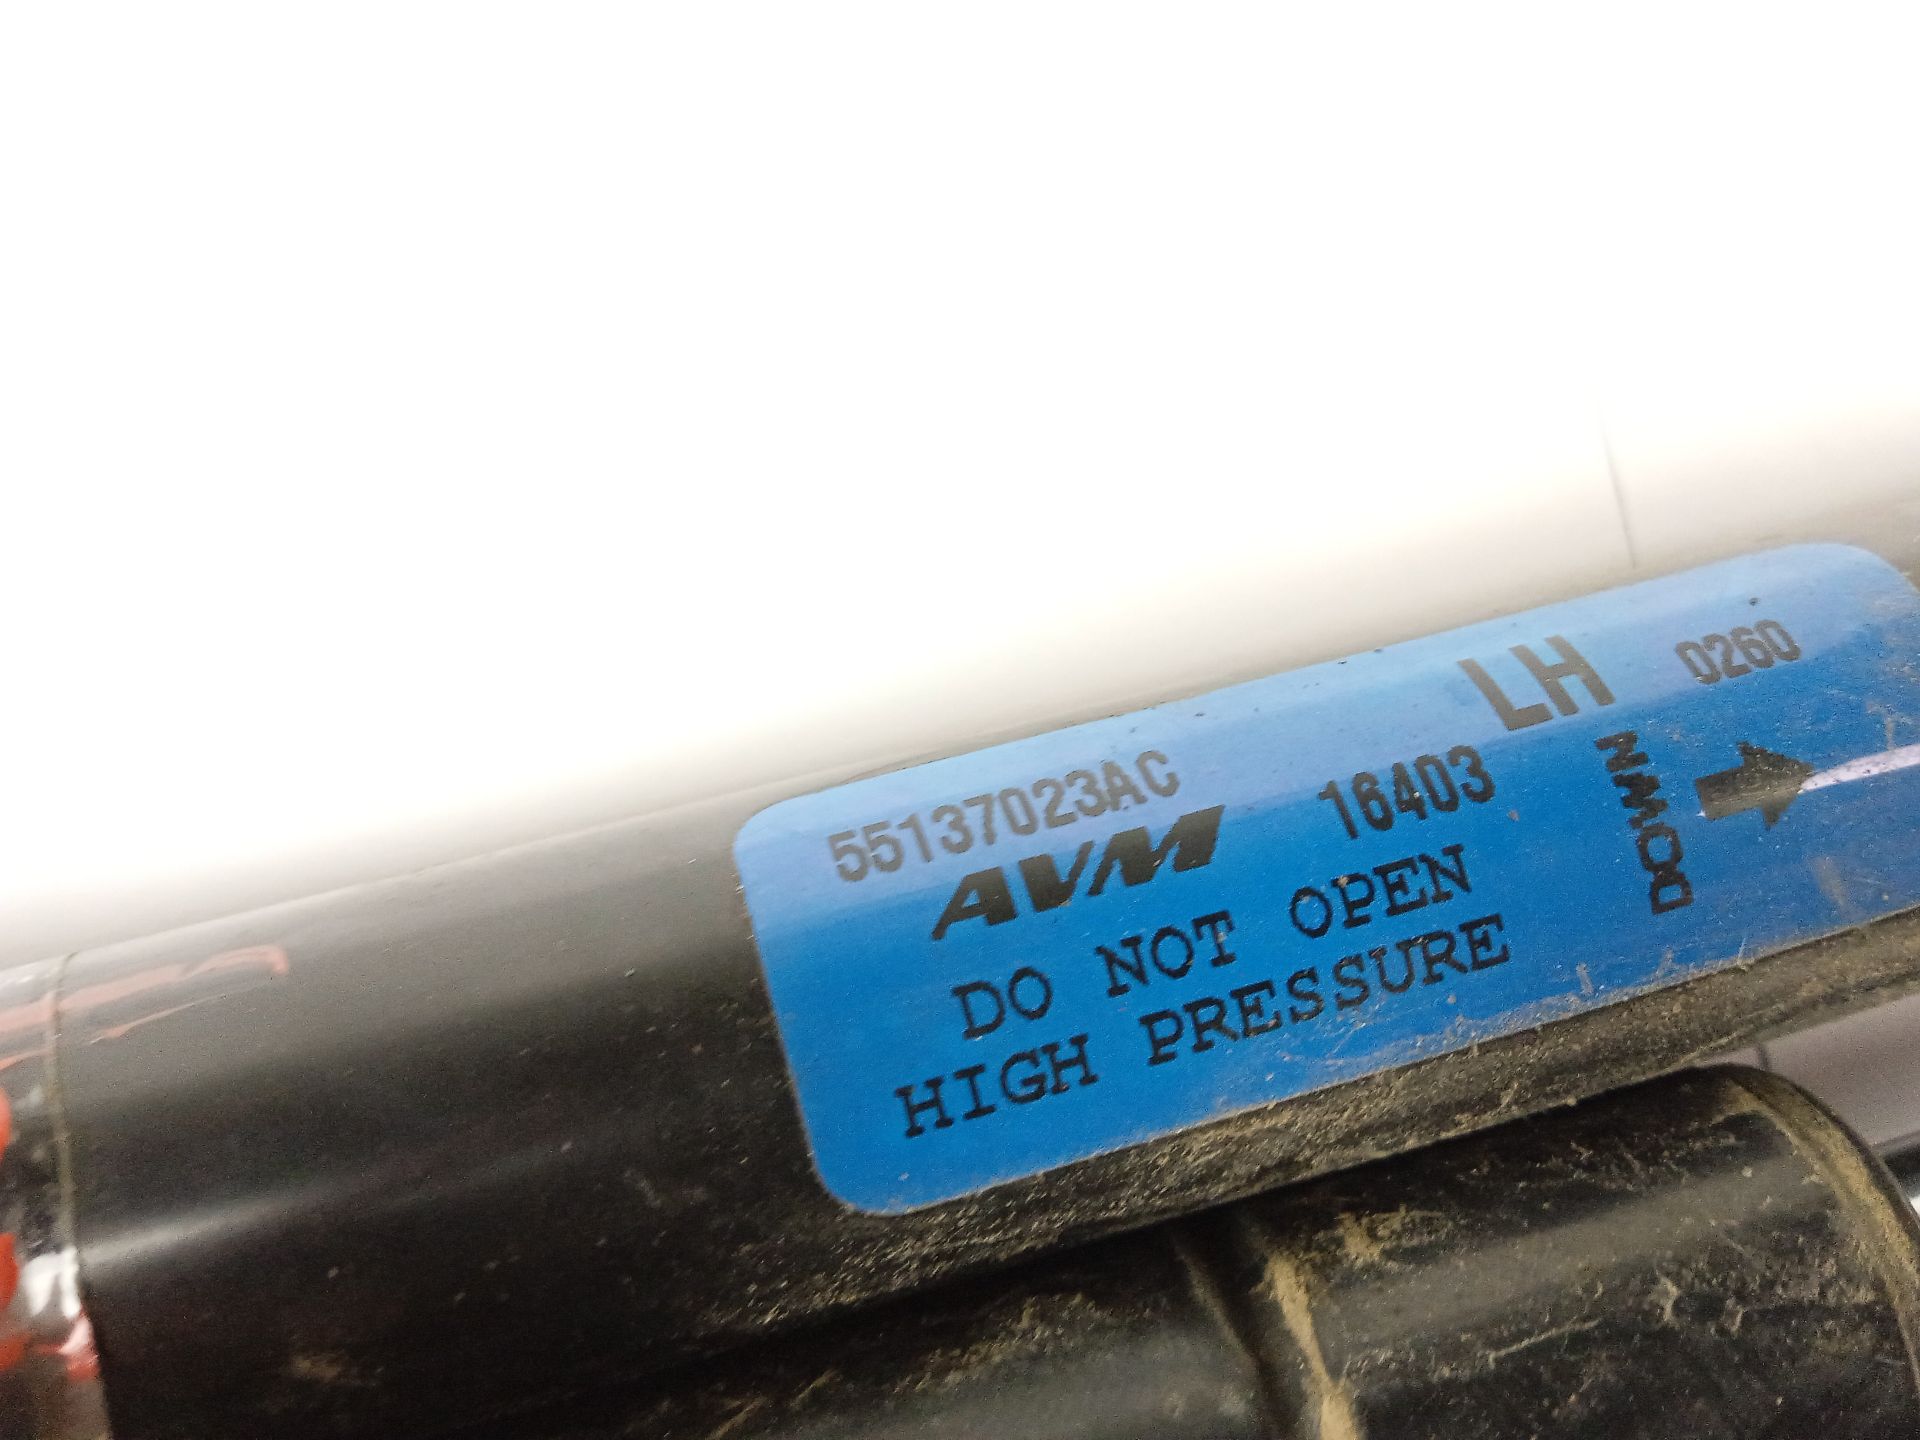 55137023AC
LH 0260
AVM 16403
DOWN
DO NOT OPEN
HIGH PRESSURE